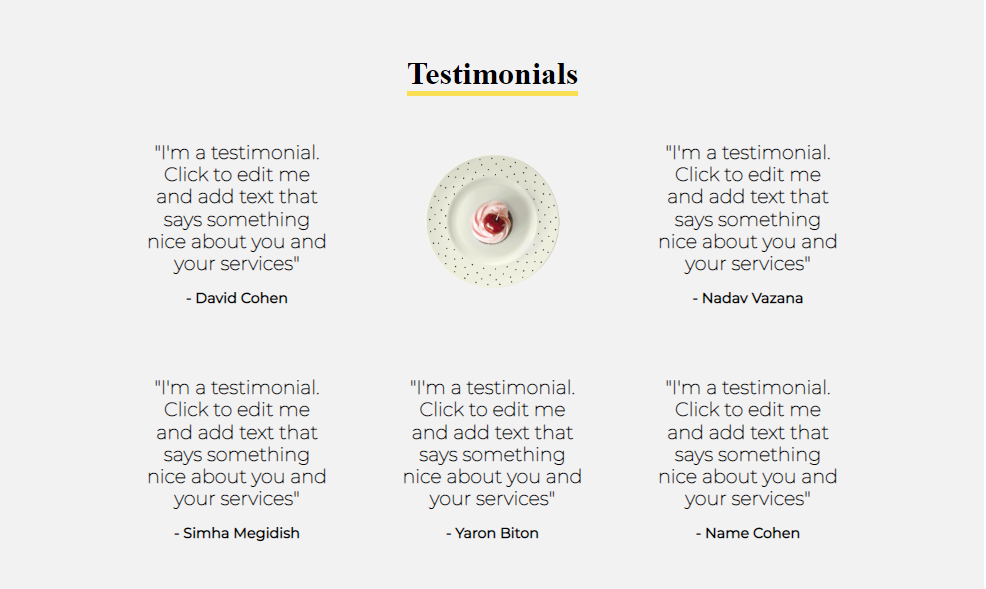 Testimonials
"I'm a testimonial.
Click to edit me
and add text that
says something
nice about you and
your services"
- David Cohen
"I'm a testimonial.
Click to edit me
and add text that
says something
nice about you and
your services"
- Nadav Vazana
"I'm a testimonial.
Click to edit me
and add text that
says something
nice about you and
your services"
- Simha Megidish
"I'm a testimonial.
Click to edit me
and add text that
says something
nice about you and
your services"
- Yaron Biton
"I'm a testimonial.
Click to edit me
and add text that
says something
nice about you and
your services"
- Name Cohen